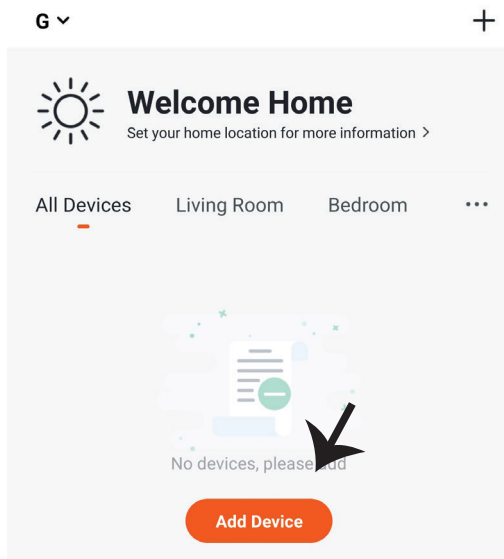 G
Welcome Home
Set your home location for more information >
All Devices Living Room Bedroom ...
No devices, please add
Add Device